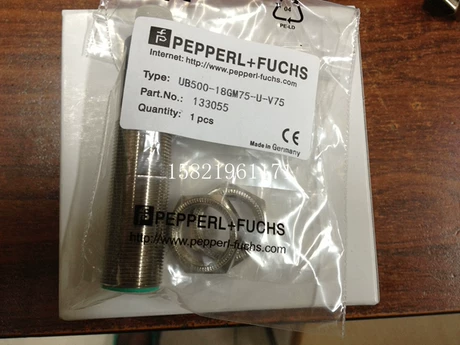 04
PE-LD
PEPPERL+FUCHS
Internet: http://www.pepperl-fuchs.com
Type: UB500-18GM75-U-V75
Part.No.: 133055
Quantity: 1 pcs
CE
Made in Germany
15821961117
PEPPERL+FUCHS
www.pepperl-fuchs.com